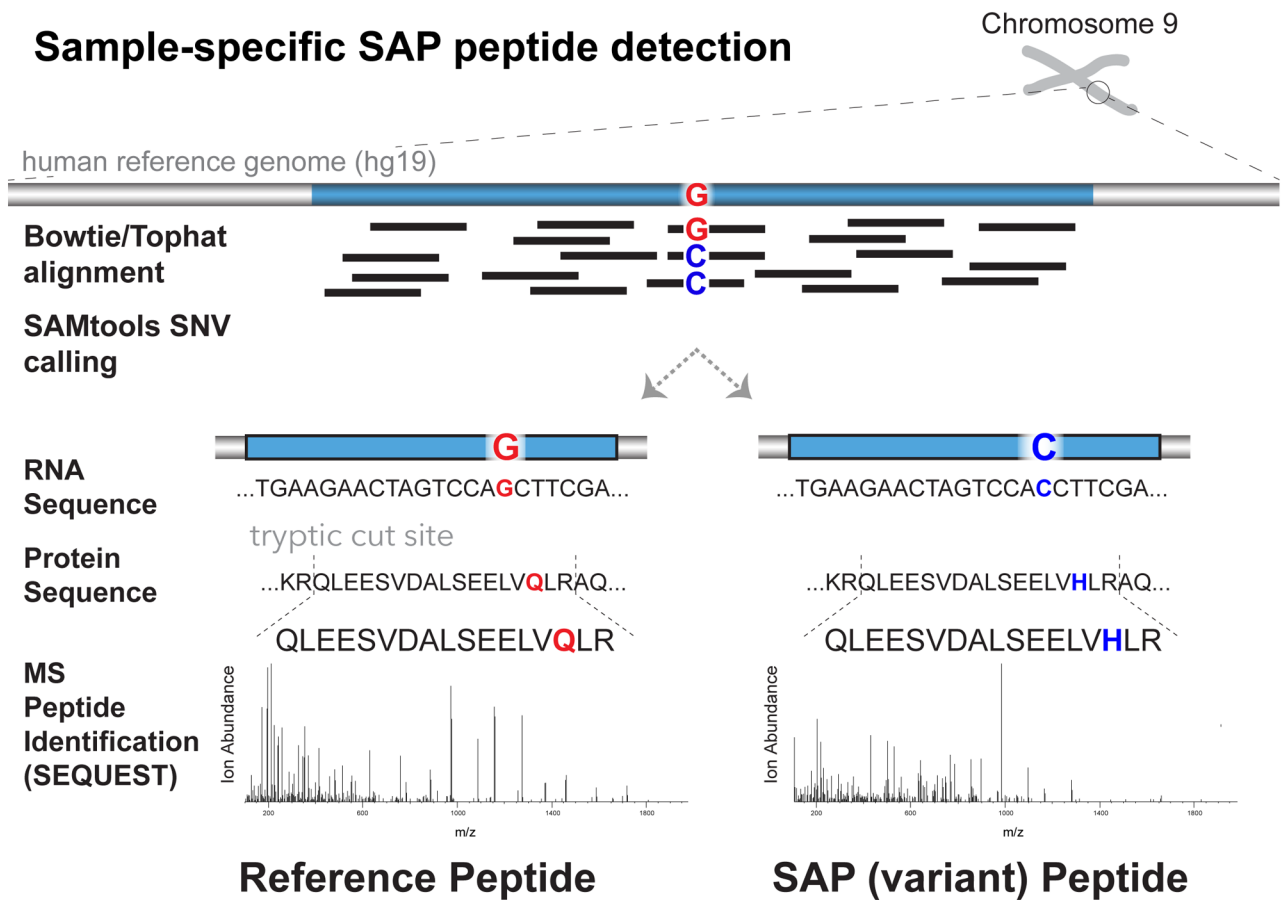 Sample-specific SAP peptide detection
Chromosome 9
human reference genome (hg19)
G
Bowtie/Tophat
alignment
G
C
C
SAMtools SNV
calling
G
C
RNA
Sequence
...TGAAGAACTAGTCCAGCTTCGA...
...TGAAGAACTAGTCCACCTTCGA...
tryptic cut site
Protein
Sequence
...KRQLEESVDALSEELVQLRAQ...
...KRQLEESVDALSEELVHLRAQ...
QLEESVDALSEELVQLR
QLEESVDALSEELVHLR
MS
Peptide
Identification
(SEQUEST)
Ion Abundance
200 600 1000 1400 1800
m/z
Ion Abundance
200 600 1000 1400 1800
m/z
Reference Peptide
SAP (variant) Peptide